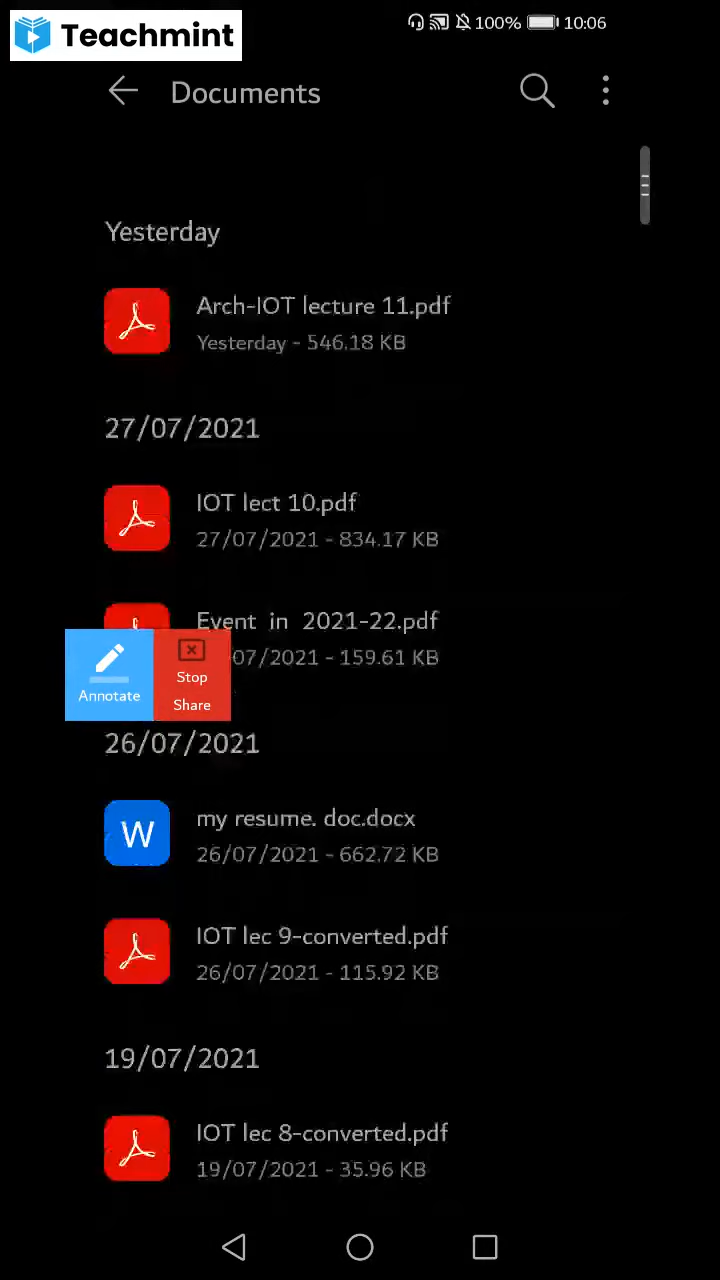 Teachmint
100% 10:06
Documents
Yesterday
Arch-IOT lecture 11.pdf
Yesterday - 546.18 KB
27/07/2021
IOT lect 10.pdf
27/07/2021 - 834.17 KB
Event in 2021-22.pdf
07/2021 - 159.61 KB
Annotate
Stop
Share
26/07/2021
W
my resume. doc.docx
26/07/2021 - 662.72 KB
IOT lec 9-converted.pdf
26/07/2021 - 115.92 KB
19/07/2021
IOT lec 8-converted.pdf
19/07/2021 - 35.96 KB